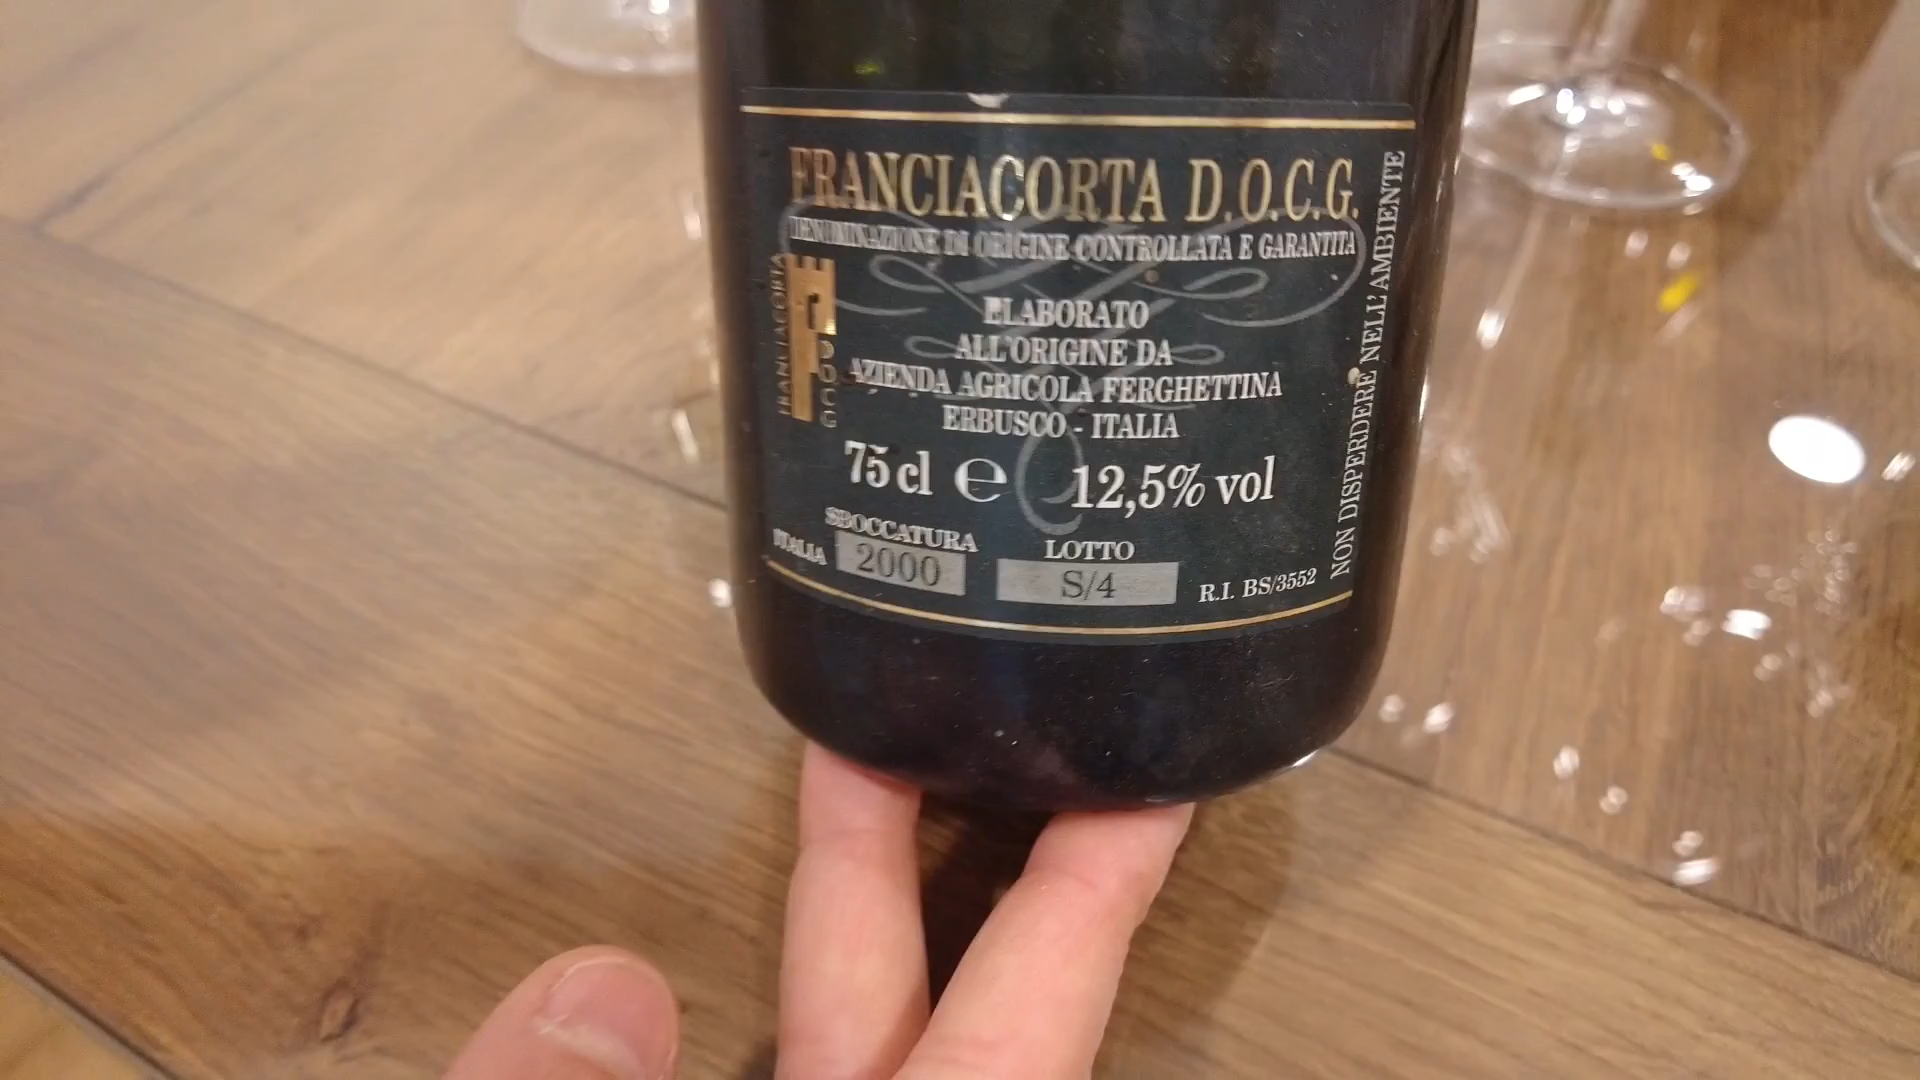 FRANCIACORTA D.O.C.G.
DENOMINAZIONE DI ORIGINE CONTROLLATA E GARANTITA
FRANCIACORTA
DOCG
ELABORATO
ALL'ORIGINE DA
AZIENDA AGRICOLA FERGHETTINA
ERBUSCO - ITALIA
75 cl e 12,5% vol
ITALIA
SBOCCATURA
2000
LOTTO
S/4
R.I. BS/3552
NON DISPERDERE NELL'AMBIENTE